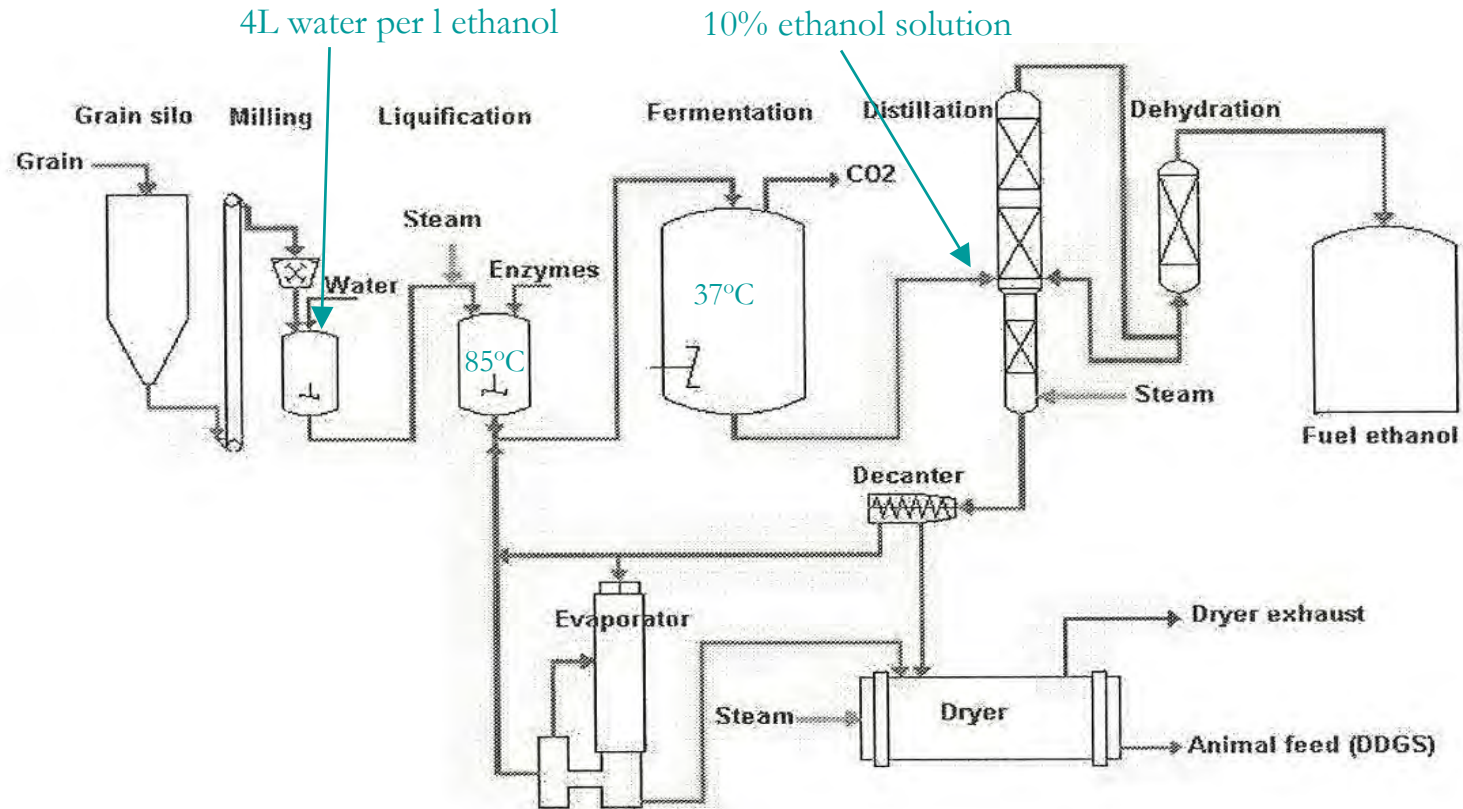 4L water per l ethanol
10% ethanol solution
Grain silo
Milling
Liquification
Fermentation
Distillation
Dehydration
Grain
CO2
Steam
Enzymes
Water
37°C
85°C
Steam
Fuel ethanol
Decanter
Evaporator
Dryer exhaust
Steam
Dryer
Animal feed (DDGS)